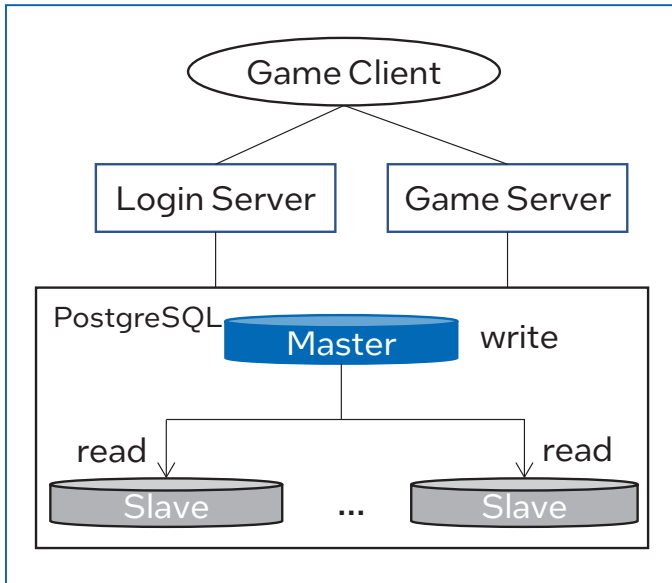 Game Client
Login Server
Game Server
PostgreSQL
Master
write
read
read
Slave
...
Slave